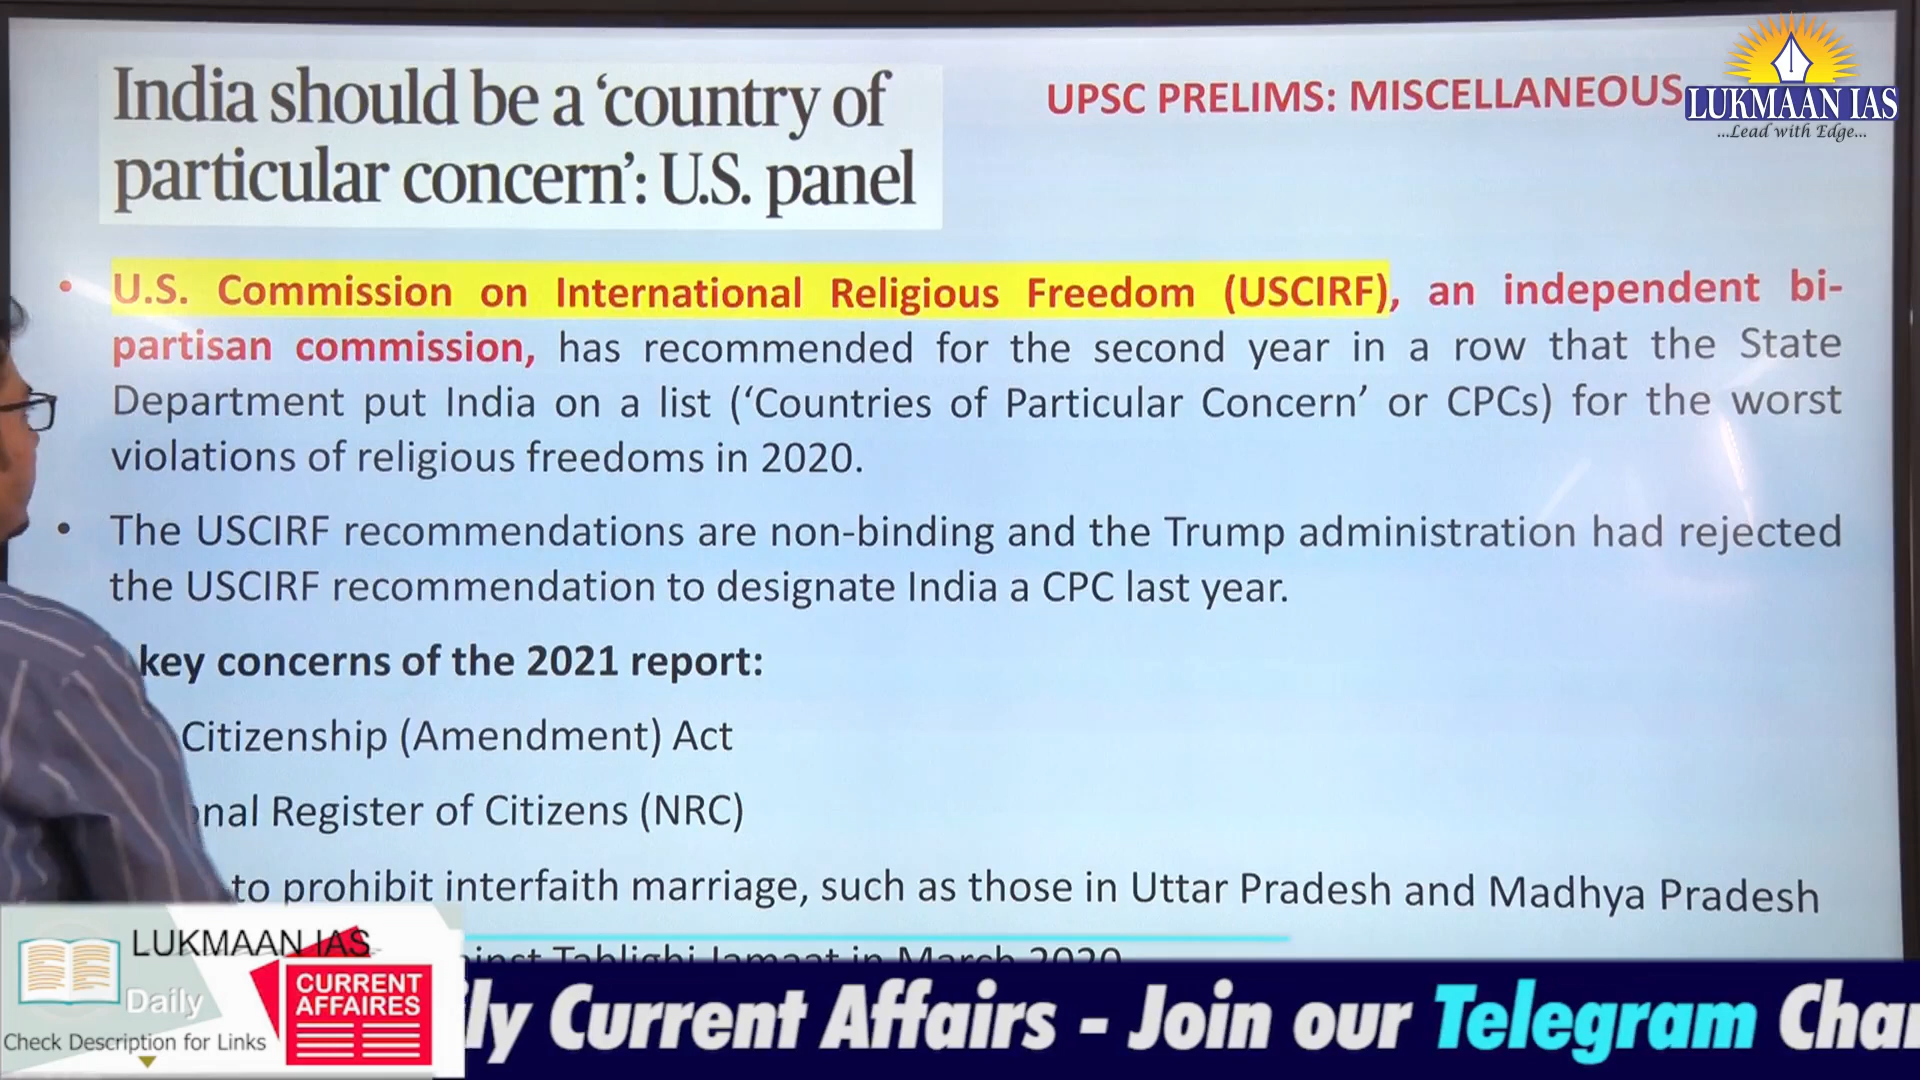 India should be a ‘country of
particular concern’: U.S. panel
UPSC PRELIMS: MISCELLANEOUS
LUKMAAN IAS
...Lead with Edge...
• U.S. Commission on International Religious Freedom (USCIRF), an independent bi-
partisan commission, has recommended for the second year in a row that the State
Department put India on a list (‘Countries of Particular Concern’ or CPCs) for the worst
violations of religious freedoms in 2020.
• The USCIRF recommendations are non-binding and the Trump administration had rejected
the USCIRF recommendation to designate India a CPC last year.
key concerns of the 2021 report:
Citizenship (Amendment) Act
Register of Citizens (NRC)
to prohibit interfaith marriage, such as those in Uttar Pradesh and Madhya Pradesh
Tablighi Jamaat in March 2020
LUKMAAN IAS
Daily
CURRENT
AFFAIRES
Check Description for Links
Current Affairs - Join our Telegram